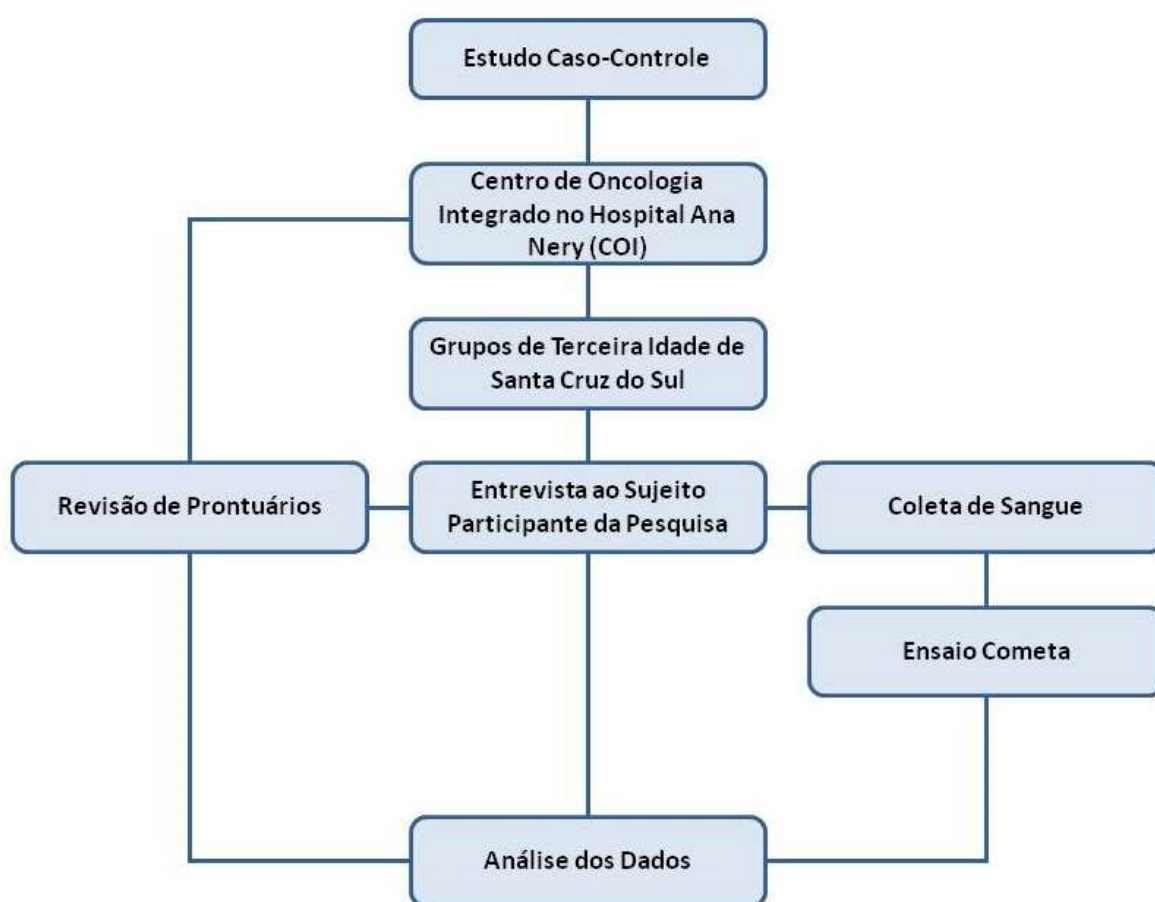 Estudo Caso-Controle
Centro de Oncologia
Integrado no Hospital Ana
Nery (COI)
Grupos de Terceira Idade de
Santa Cruz do Sul
Revisão de Prontuários
Entrevista ao Sujeito
Participante da Pesquisa
Coleta de Sangue
Ensaio Cometa
Análise dos Dados